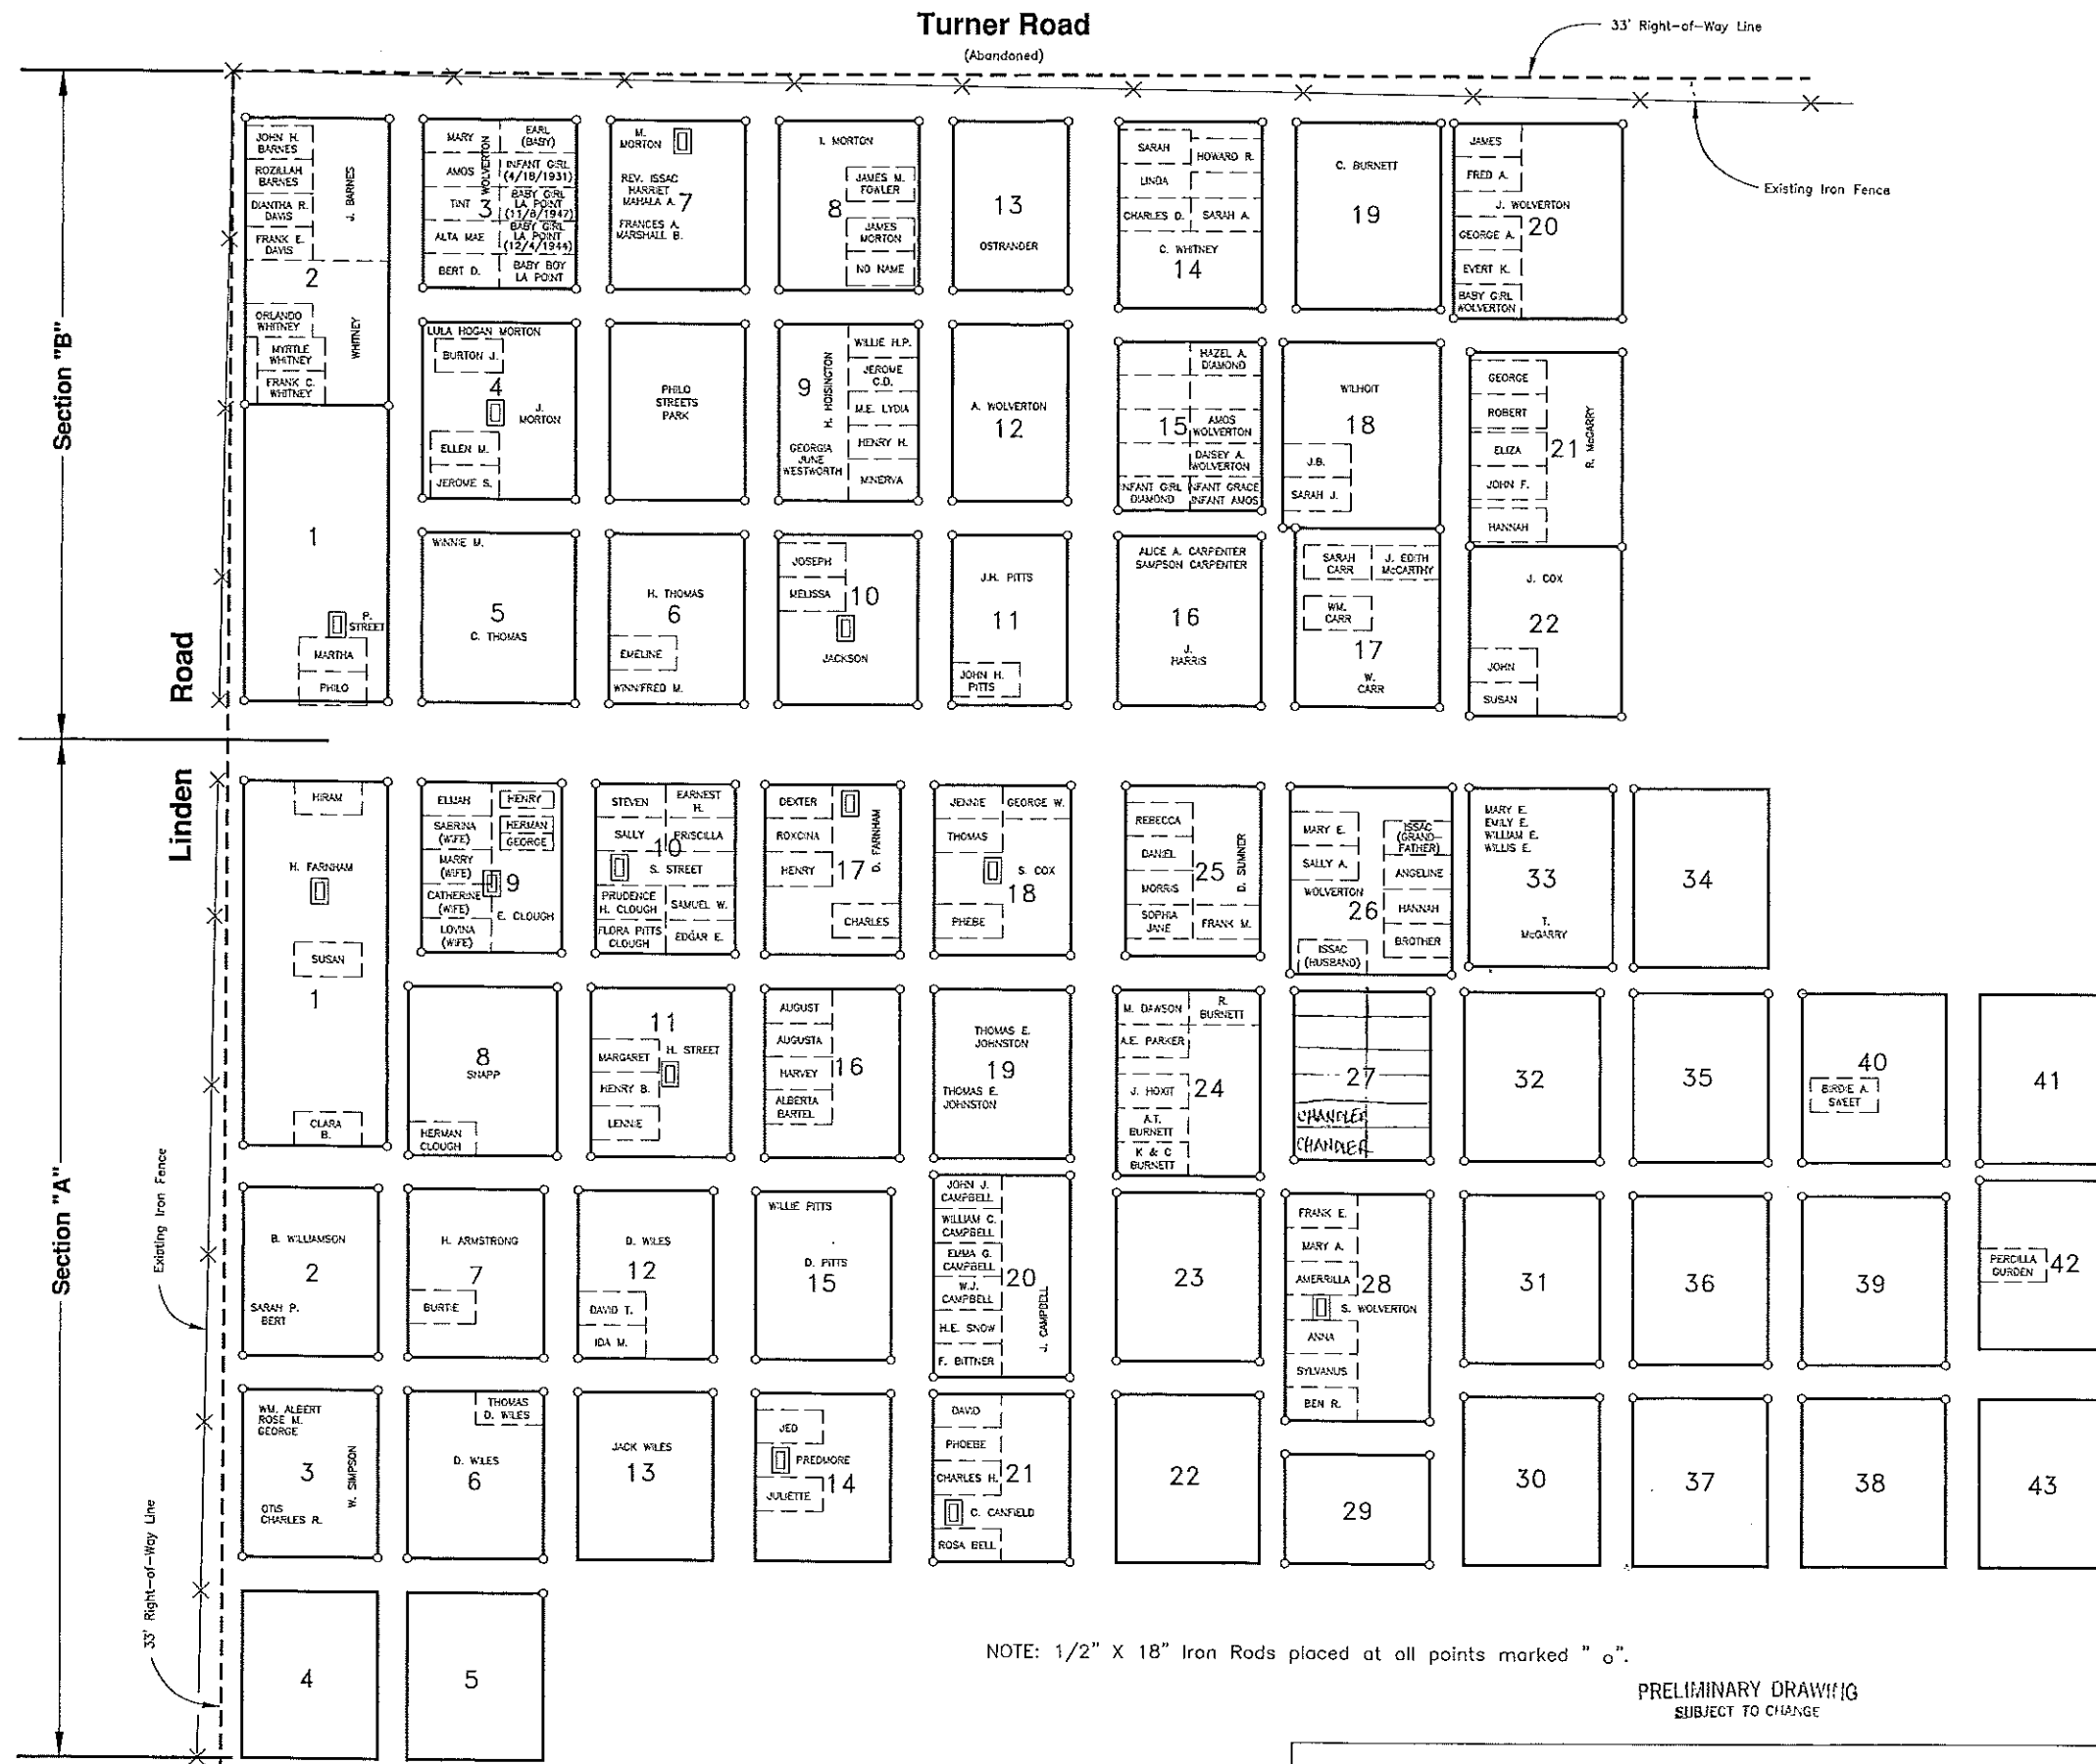 Turner Road
(Abandoned)
33' Right-of-Way Line
Existing Iron Fence
Section "B"
Road
JOHN H.
BARNES
ROZILLAH
BARNES
DIANTHA R.
DAVIS
FRANK E.
DAVIS
J. BARNES
2
ORLANDO
WHITNEY
MYRTLE
WHITNEY
FRANK C.
WHITNEY
WHITNEY
MARY
AMOS
TINT
ALTA MAE
BERT D.
WOLVERTON
3
EARL
(BABY)
INFANT GIRL
(4/18/1931)
BABY GIRL
LA POINT
(11/8/1947)
BABY GIRL
LA POINT
(12/4/1944)
BABY BOY
LA POINT
M.
MORTON
REV. ISSAC
HARRIET
MAHALA A.
7
FRANCES A.
MARSHALL B.
I. MORTON
JAMES M.
FOWLER
8
JAMES
MORTON
NO NAME
13
OSTRANDER
SARAH
HOWARD R.
LINDA
CHARLES D.
SARAH A.
C. WHITNEY
14
C. BURNETT
19
JAMES
FRED A.
J. WOLVERTON
20
GEORGE A.
EVERT K.
BABY GIRL
WOLVERTON
LULA HOGAN MORTON
BURTON J.
4
J.
MORTON
ELLEN M.
JEROME S.
PHILO
STREETS
PARK
9
H. HOISINGTON
GEORGIA
JUNE
WESTWORTH
WILLIE H.P.
JEROME
C.D.
M.E. LYDIA
HENRY H.
MINERVA
A. WOLVERTON
12
HAZEL A.
DIAMOND
15
AMOS
WOLVERTON
DAISEY A.
WOLVERTON
INFANT GIRL
DIAMOND
INFANT GRACE
INFANT AMOS
WILHOIT
18
J.B.
SARAH J.
GEORGE
ROBERT
ELIZA
JOHN F.
HANNAH
21
R. McGARRY
1
P.
STREET
MARTHA
PHILO
WINNIE M.
5
C. THOMAS
H. THOMAS
6
EMELINE
WINNIFRED M.
JOSEPH
MELISSA
10
JACKSON
J.H. PITTS
11
JOHN H.
PITTS
ALICE A. CARPENTER
SAMPSON CARPENTER
16
J.
HARRIS
SARAH
CARR
J. EDITH
McCARTHY
WM.
CARR
17
W.
CARR
J. COX
22
JOHN
SUSAN
Linden
Section "A"
Existing Iron Fence
33' Right-of-Way Line
HIRAM
H. FARNHAM
SUSAN
1
CLARA
B.
ELIJAH
SABRINA
(WIFE)
MARRY
(WIFE)
CATHERINE
(WIFE)
LOVINA
(WIFE)
HENRY
HERMAN
GEORGE
9
E. CLOUGH
STEVEN
EARNEST
H.
SALLY
PRISCILLA
10
S. STREET
PRUDENCE
H. CLOUGH
SAMUEL W.
FLORA PITTS
CLOUGH
EDGAR E.
DEXTER
ROXCINA
HENRY
17
D. FARNHAM
CHARLES
JENNIE
GEORGE W.
THOMAS
S. COX
18
PHEBE
REBECCA
DANIEL
MORRIS
25
D. SUMNER
SOPHIA
JANE
FRANK M.
MARY E.
SALLY A.
WOLVERTON
26
ISSAC
(GRAND-
FATHER)
ANGELINE
HANNAH
BROTHER
ISSAC
(HUSBAND)
MARY E.
EMILY E.
WILLIAM E.
WILLIS E.
33
T.
McGARRY
34
8
SNAPP
HERMAN
CLOUGH
11
MARGARET
H. STREET
HENRY B.
LENNIE
AUGUST
AUGUSTA
HARVEY
16
ALBERTA
BARTEL
THOMAS E.
JOHNSTON
19
THOMAS E.
JOHNSTON
M. DAWSON
R.
BURNETT
A.E. PARKER
J. HOXIT
24
A.T.
BURNETT
K & C
BURNETT
27
CHANDLER
CHANDLER
32
35
40
BIRDIE A.
SWEET
41
B. WILLIAMSON
2
SARAH P.
BERT
H. ARMSTRONG
7
BURTIE
D. WILES
12
DAVID T.
IDA M.
WILLIE PITTS
D. PITTS
15
JOHN J.
CAMPBELL
WILLIAM C.
CAMPBELL
EMMA G.
CAMPBELL
W.J.
CAMPBELL
20
H.E. SNOW
F. BITTNER
J. CAMPBELL
23
FRANK E.
MARY A.
AMERRILLA
28
S. WOLVERTON
ANNA
SYLVANUS
BEN R.
31
36
39
PERCILLA
GURDEN
42
WM. ALBERT
ROSE M.
GEORGE
3
W. SIMPSON
OTIS
CHARLES R.
THOMAS
D. WILES
D. WILES
6
JACK WILES
13
JED
PREDMORE
14
JULIETTE
DAVID
PHOEBE
CHARLES H.
21
C. CANFIELD
ROSA BELL
22
29
30
37
38
43
4
5
NOTE: 1/2" X 18" Iron Rods placed at all points marked " o".
PRELIMINARY DRAWING
SUBJECT TO CHANGE